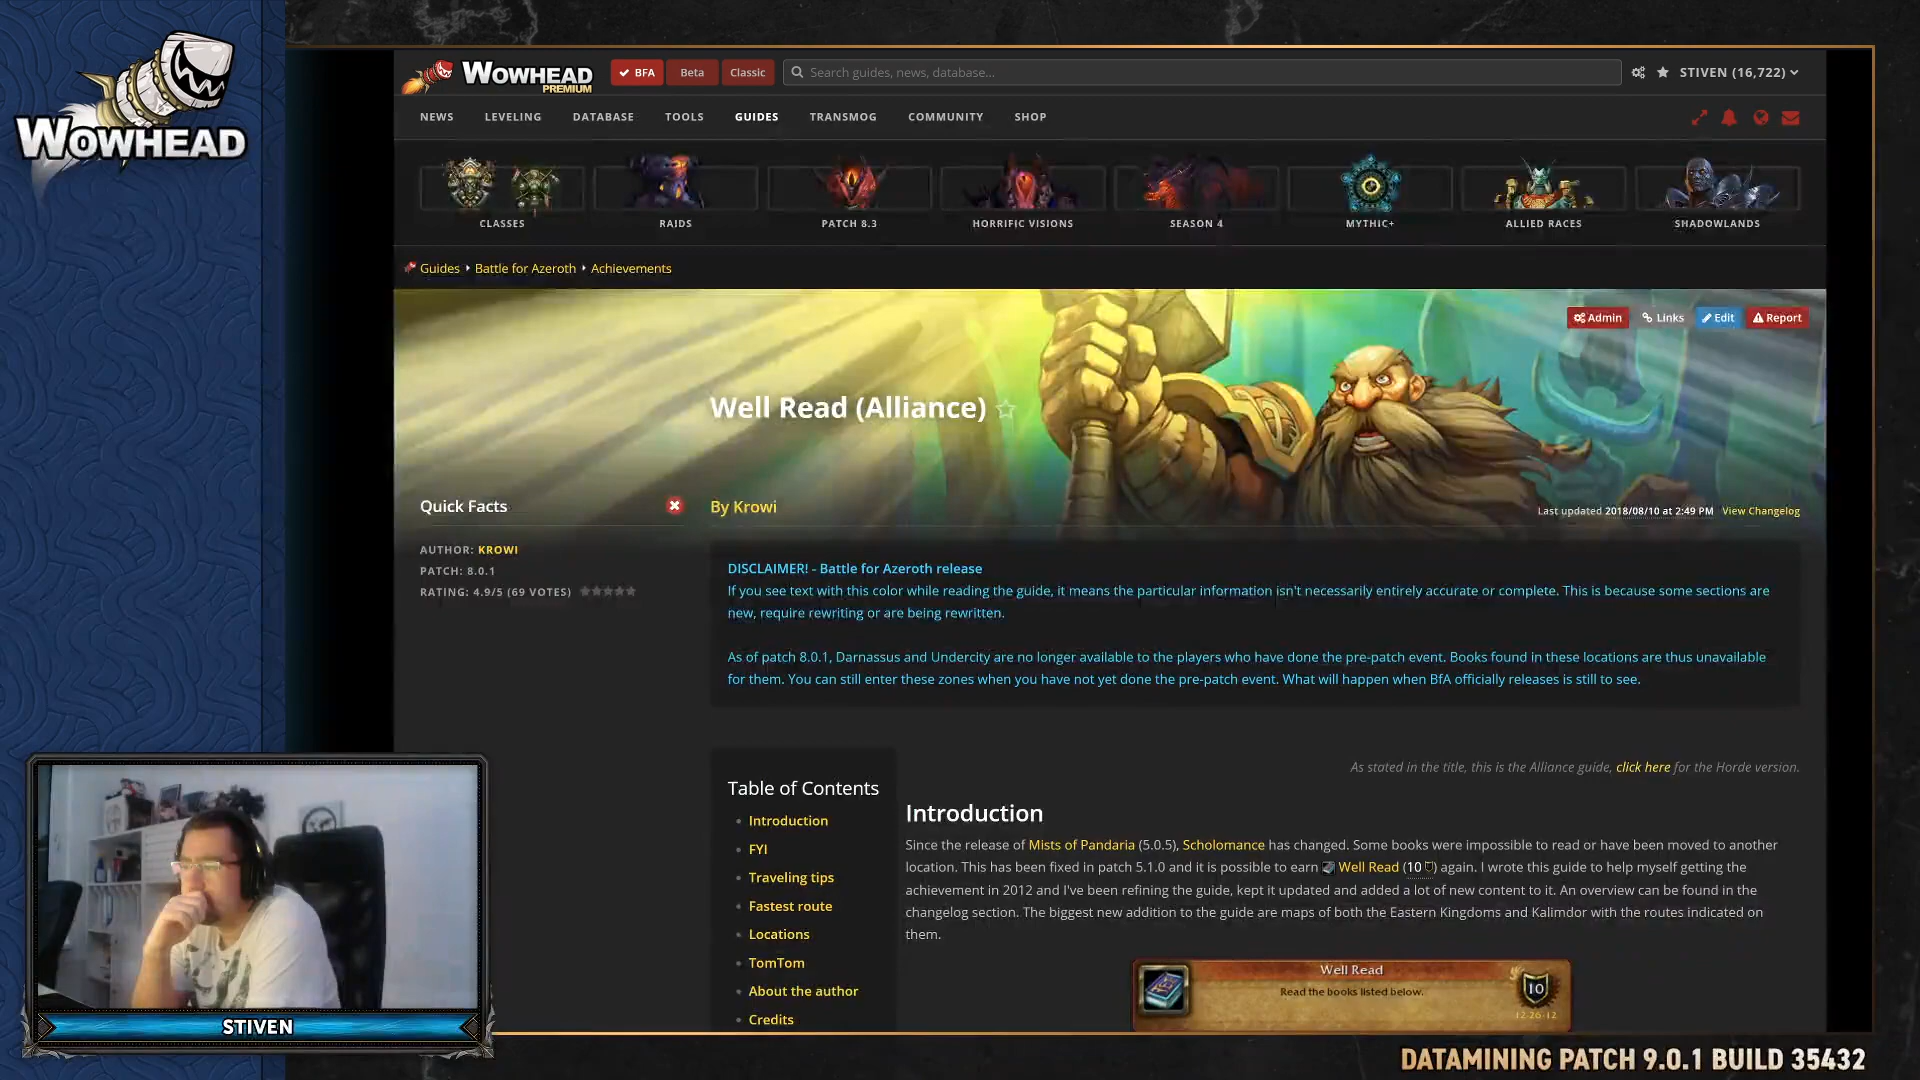 WOWHEAD
WOWHEAD
PREMIUM
BFA
Beta
Classic
Search guides, news, database...
STIVEN (16,722)
NEWS
LEVELING
DATABASE
TOOLS
GUIDES
TRANSMOG
COMMUNITY
SHOP
CLASSES
RAIDS
PATCH 8.3
HORRIFIC VISIONS
SEASON 4
MYTHIC+
ALLIED RACES
SHADOWLANDS
Guides
Battle for Azeroth
Achievements
Admin
Links
Edit
Report
Well Read (Alliance)
Quick Facts
AUTHOR: KROWI
PATCH: 8.0.1
RATING: 4.9/5 (69 VOTES)
By Krowi
Last updated 2018/08/10 at 2:49 PM View Changelog
DISCLAIMER! - Battle for Azeroth release
If you see text with this color while reading the guide, it means the particular information isn't necessarily entirely accurate or complete. This is because some sections are
new, require rewriting or are being rewritten.
As of patch 8.0.1, Darnassus and Undercity are no longer available to the players who have done the pre-patch event. Books found in these locations are thus unavailable
for them. You can still enter these zones when you have not yet done the pre-patch event. What will happen when BfA officially releases is still to see.
Table of Contents
Introduction
FYI
Traveling tips
Fastest route
Locations
TomTom
About the author
Credits
As stated in the title, this is the Alliance guide, click here for the Horde version.
Introduction
Since the release of Mists of Pandaria (5.0.5), Scholomance has changed. Some books were impossible to read or have been moved to another
location. This has been fixed in patch 5.1.0 and it is possible to earn Well Read (10) again. I wrote this guide to help myself getting the
achievement in 2012 and I've been refining the guide, kept it updated and added a lot of new content to it. An overview can be found in the
changelog section. The biggest new addition to the guide are maps of both the Eastern Kingdoms and Kalimdor with the routes indicated on
them.
Well Read
Read the books listed below.
10
12-26-12
STIVEN
DATAMINING PATCH 9.0.1 BUILD 35432